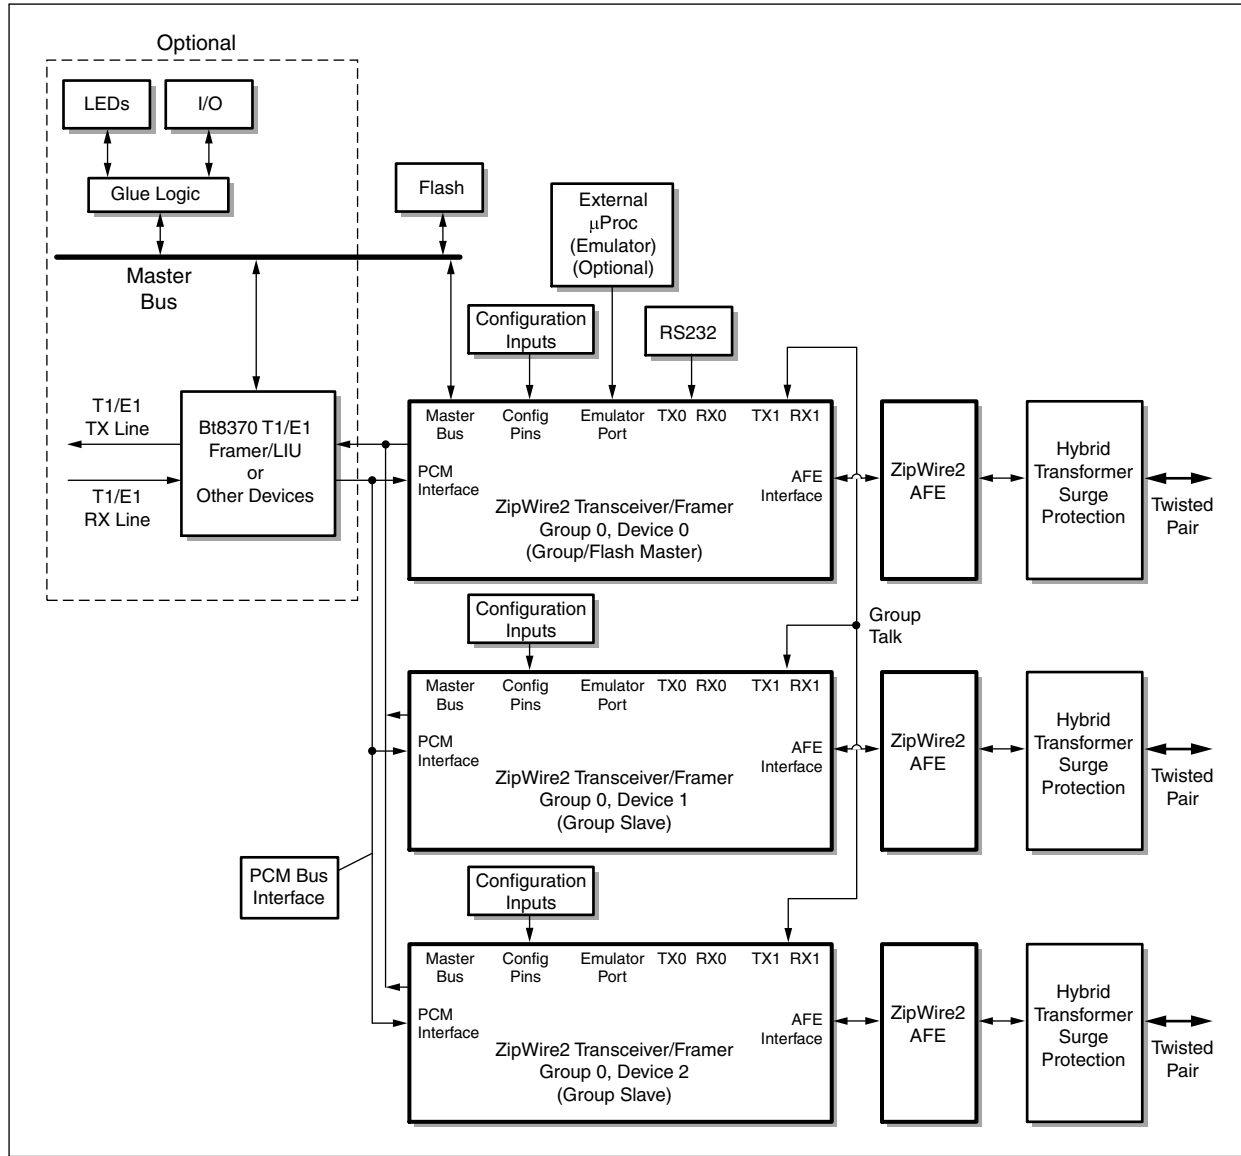 Optional
LEDs
I/O
Glue Logic
Flash
External
μProc
(Emulator)
(Optional)
Master
Bus
Configuration
Inputs
RS232
T1/E1
TX Line
T1/E1
RX Line
Bt8370 T1/E1
Framer/LIU
or
Other Devices
Master
Bus
Config
Pins
Emulator
Port
TX0 RX0
TX1 RX1
PCM
Interface
AFE
Interface
ZipWire2 Transceiver/Framer
Group 0, Device 0
(Group/Flash Master)
ZipWire2
AFE
Hybrid
Transformer
Surge
Protection
Twisted
Pair
Configuration
Inputs
Group
Talk
Master
Bus
Config
Pins
Emulator
Port
TX0 RX0
TX1 RX1
PCM
Interface
AFE
Interface
ZipWire2 Transceiver/Framer
Group 0, Device 1
(Group Slave)
ZipWire2
AFE
Hybrid
Transformer
Surge
Protection
Twisted
Pair
PCM Bus
Interface
Configuration
Inputs
Master
Bus
Config
Pins
Emulator
Port
TX0 RX0
TX1 RX1
PCM
Interface
AFE
Interface
ZipWire2 Transceiver/Framer
Group 0, Device 2
(Group Slave)
ZipWire2
AFE
Hybrid
Transformer
Surge
Protection
Twisted
Pair